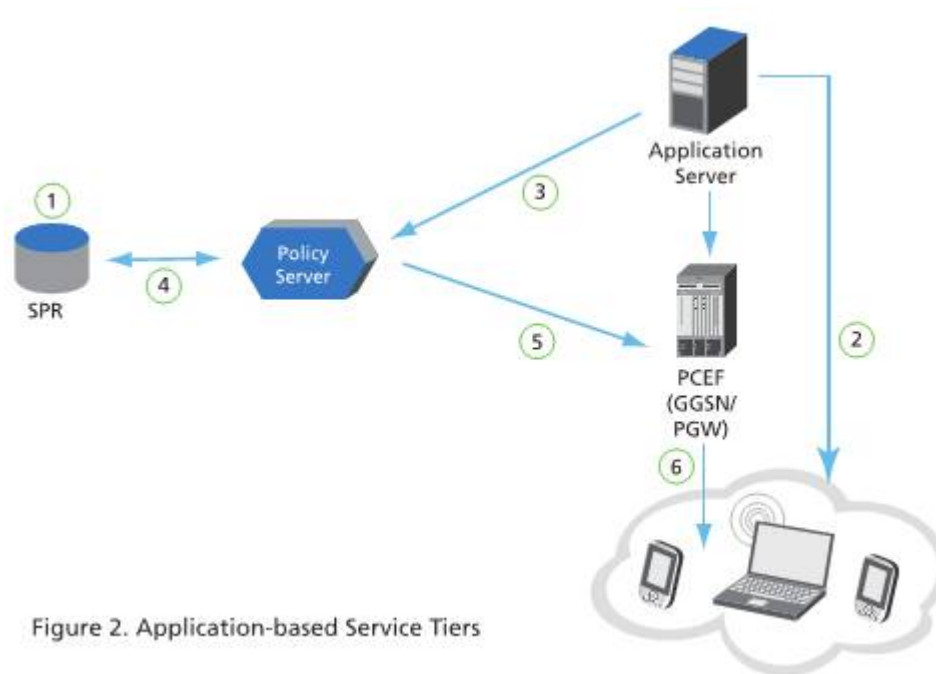 Application
Server
3
1
Policy
Server
4
SPR
5
2
PCEF
(GGSN/
PGW)
6
Figure 2. Application-based Service Tiers